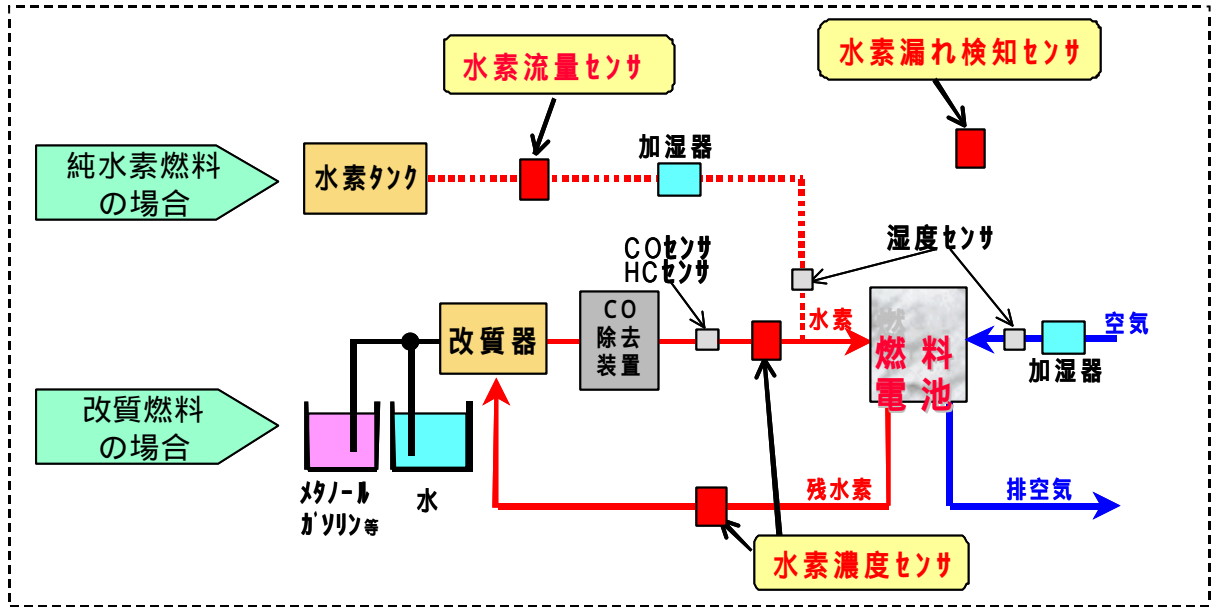 水素流量ｾﾝｻ
水素漏れ検知ｾﾝｻ
純水素燃料
の場合
水素ﾀﾝｸ
加湿器
湿度ｾﾝｻ
COｾﾝｻ
HCｾﾝｻ
改質器
CO
除去
装置
水素
燃料
電池
空気
加湿器
改質燃料
の場合
ﾒﾀﾉｰﾙ
ｶﾞｿﾘﾝ等
水
残水素
排空気
水素濃度ｾﾝｻ